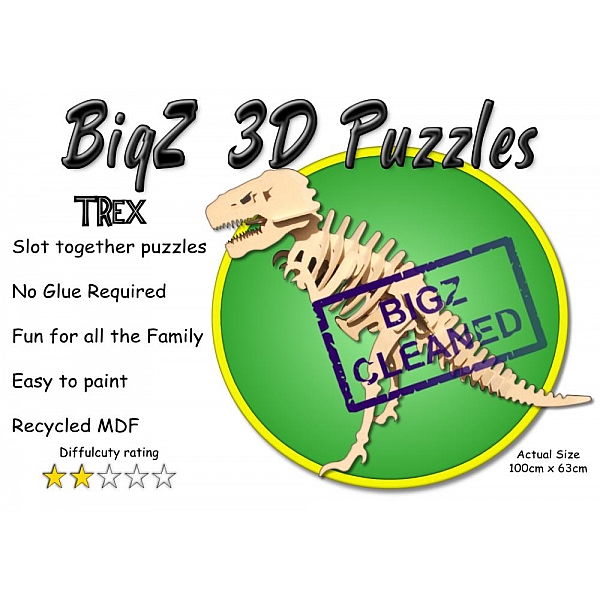 BigZ 3D Puzzles
TREX
Slot together puzzles
No Glue Required
Fun for all the Family
Easy to paint
Recycled MDF
Diffulcuty rating
BIGZ
CLEANED
Actual Size
100cm x 63cm